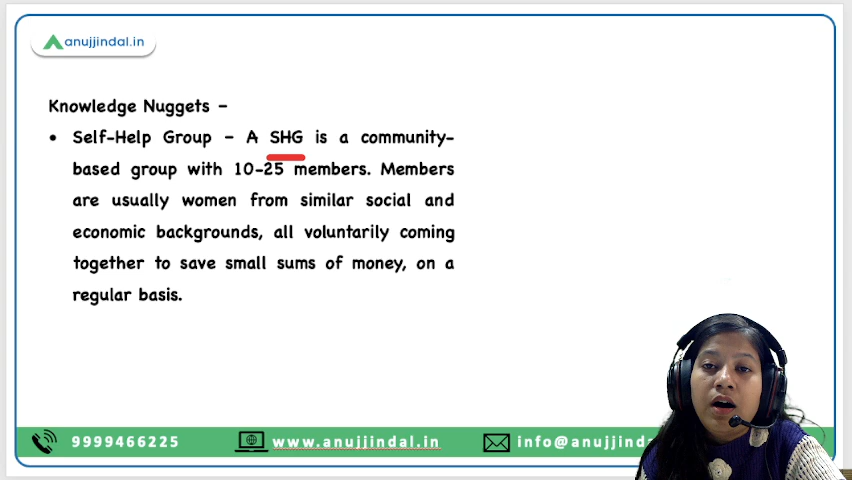 anujjindal.in
Knowledge Nuggets –
• Self-Help Group – A SHG is a community-
based group with 10-25 members. Members
are usually women from similar social and
economic backgrounds, all voluntarily coming
together to save small sums of money, on a
regular basis.
9999466225 www.anujjindal.in